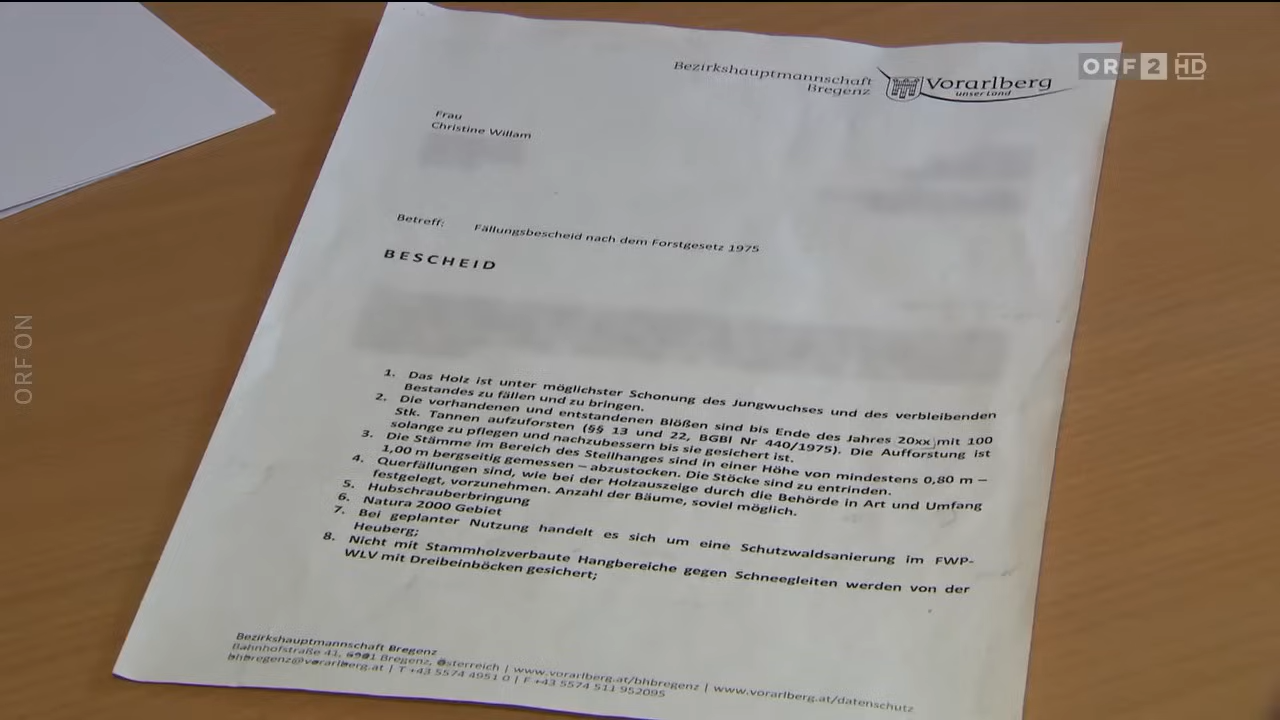 Bezirkshauptmannschaft
Bregenz
Vorarlberg
unser Land
ORF 2 HD
Frau
Christine Willam
Betreff: Fällungsbescheid nach dem Forstgesetz 1975
BESCHEID
1. Das Holz ist unter möglichster Schonung des Jungwuchses und des verbleibenden
Bestandes zu fällen und zu bringen.
2. Die vorhandenen und entstandenen Blößen sind bis Ende des Jahres 20xx mit 100
Stk. Tannen aufzuforsten (§§ 13 und 22, BGBl Nr 440/1975). Die Aufforstung ist
solange zu pflegen und nachzubessern bis sie gesichert ist.
3. Die Stämme im Bereich des Steilhanges sind in einer Höhe von mindestens 0,80 m –
1,00 m bergseitig gemessen – abzustocken. Die Stöcke sind zu entrinden.
4. Querfällungen sind, wie bei der Holzauszeige durch die Behörde in Art und Umfang
festgelegt, vorzunehmen. Anzahl der Bäume, soviel möglich.
5. Hubschrauberbringung
6. Natura 2000 Gebiet
7. Bei geplanter Nutzung handelt es sich um eine Schutzwaldsanierung im FWP-
Heuberg;
8. Nicht mit Stammholzverbaute Hangbereiche gegen Schneegleiten werden von der
WLV mit Dreibeinböcken gesichert;
Bezirkshauptmannschaft Bregenz
Bahnhofstraße 41, 6901 Bregenz, Österreich | www.vorarlberg.at/bhbregenz | www.vorarlberg.at/datenschutz
bhbregenz@vorarlberg.at | T +43 5574 4951 0 | F +43 5574 511 952095
ORF ON